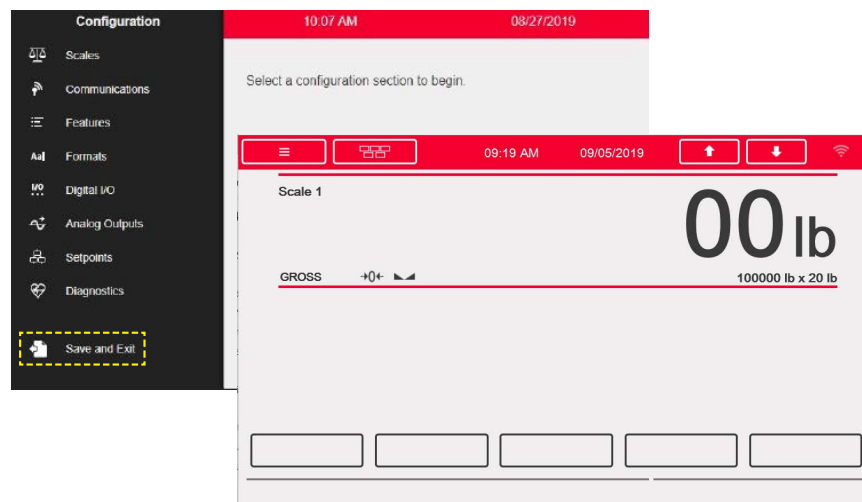 Configuration
10:07 AM
08/27/2019
Scales
Communications
Features
Aa
Formats
I/O
Digital I/O
Analog Outputs
Setpoints
Diagnostics
Save and Exit
Select a configuration section to begin.
09:19 AM
09/05/2019
Scale 1
00 lb
GROSS
→0←
100000 lb x 20 lb